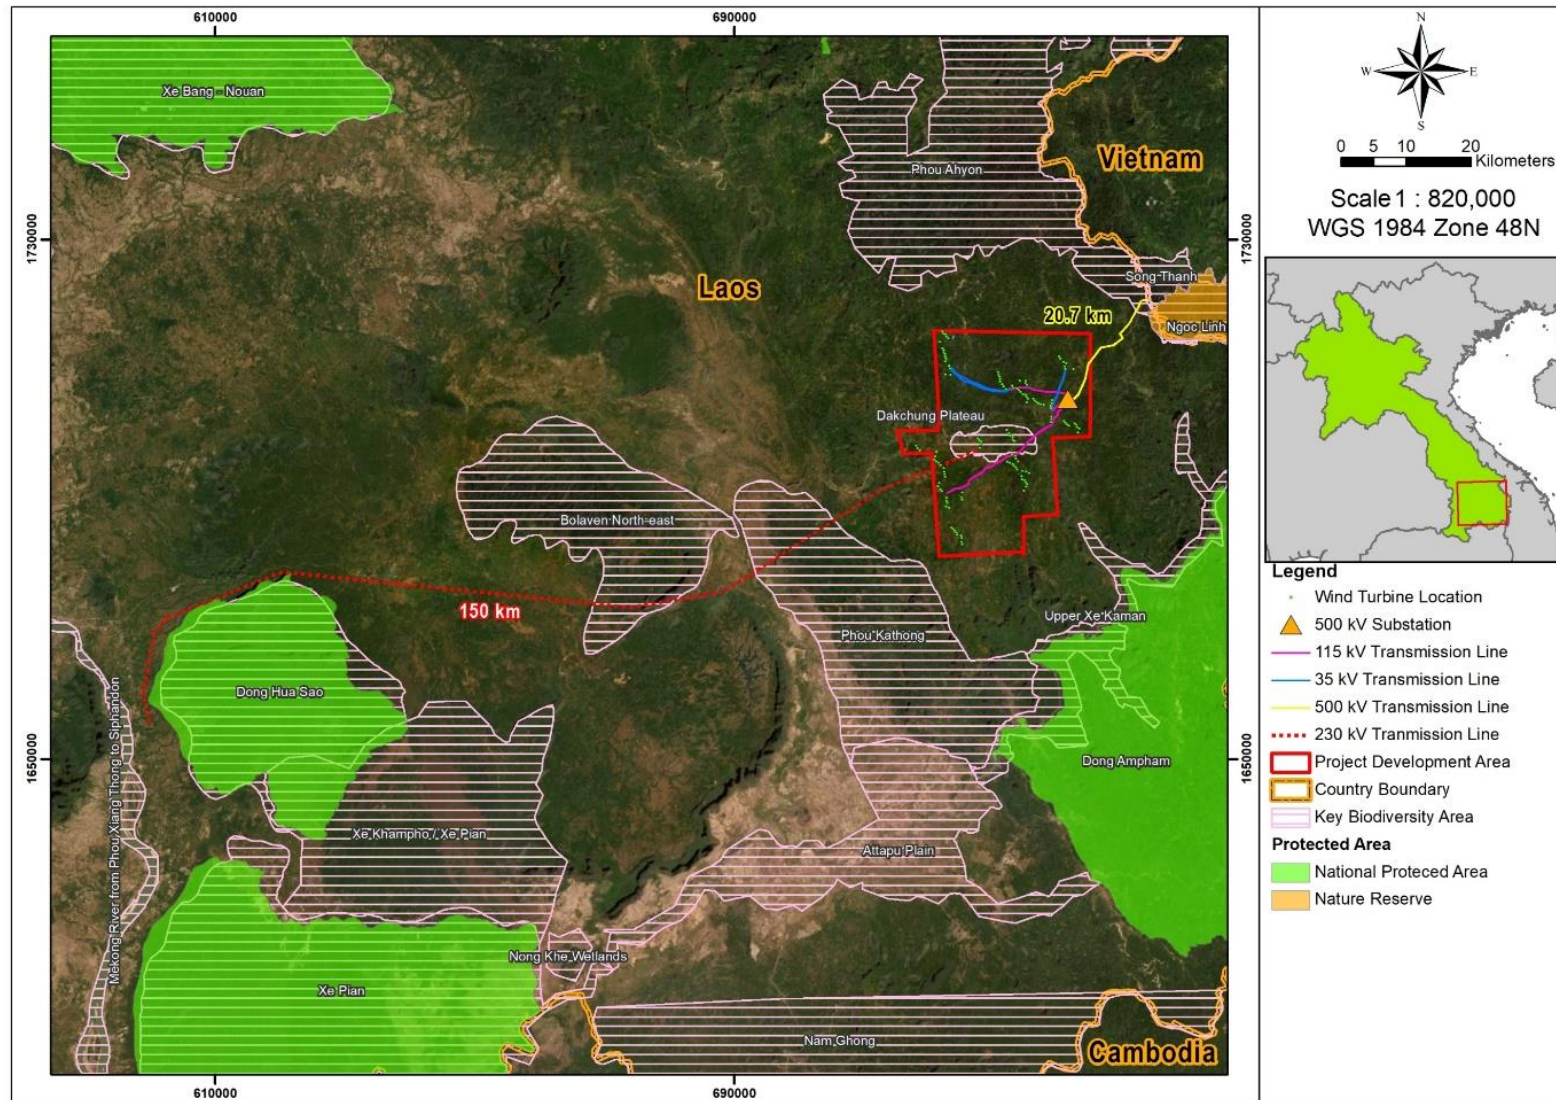 610000
690000
Xe Bang - Nouan
Phou Ahyon
Vietnam
1730000
1730000
Song Thanh
Laos
20.7 km
Ngoc Linh
Dakchung Plateau
Bolaven North-east
150 km
Upper Xe Kaman
Phou Kathong
Dong Hua Sao
Mekong River from Phou Xiang Thong to Siphandon
1650000
1650000
Dong Ampham
Xe Khampho / Xe Pian
Attapu Plain
Nong Khe Wetlands
Xe Pian
Nam Ghong
Cambodia
610000
690000
N
W
E
S
0 5 10 20
Kilometers
Scale 1 : 820,000
WGS 1984 Zone 48N
Legend
Wind Turbine Location
500 kV Substation
115 kV Transmission Line
35 kV Transmission Line
500 kV Transmission Line
230 kV Tranmission Line
Project Development Area
Country Boundary
Key Biodiversity Area
Protected Area
National Proteced Area
Nature Reserve